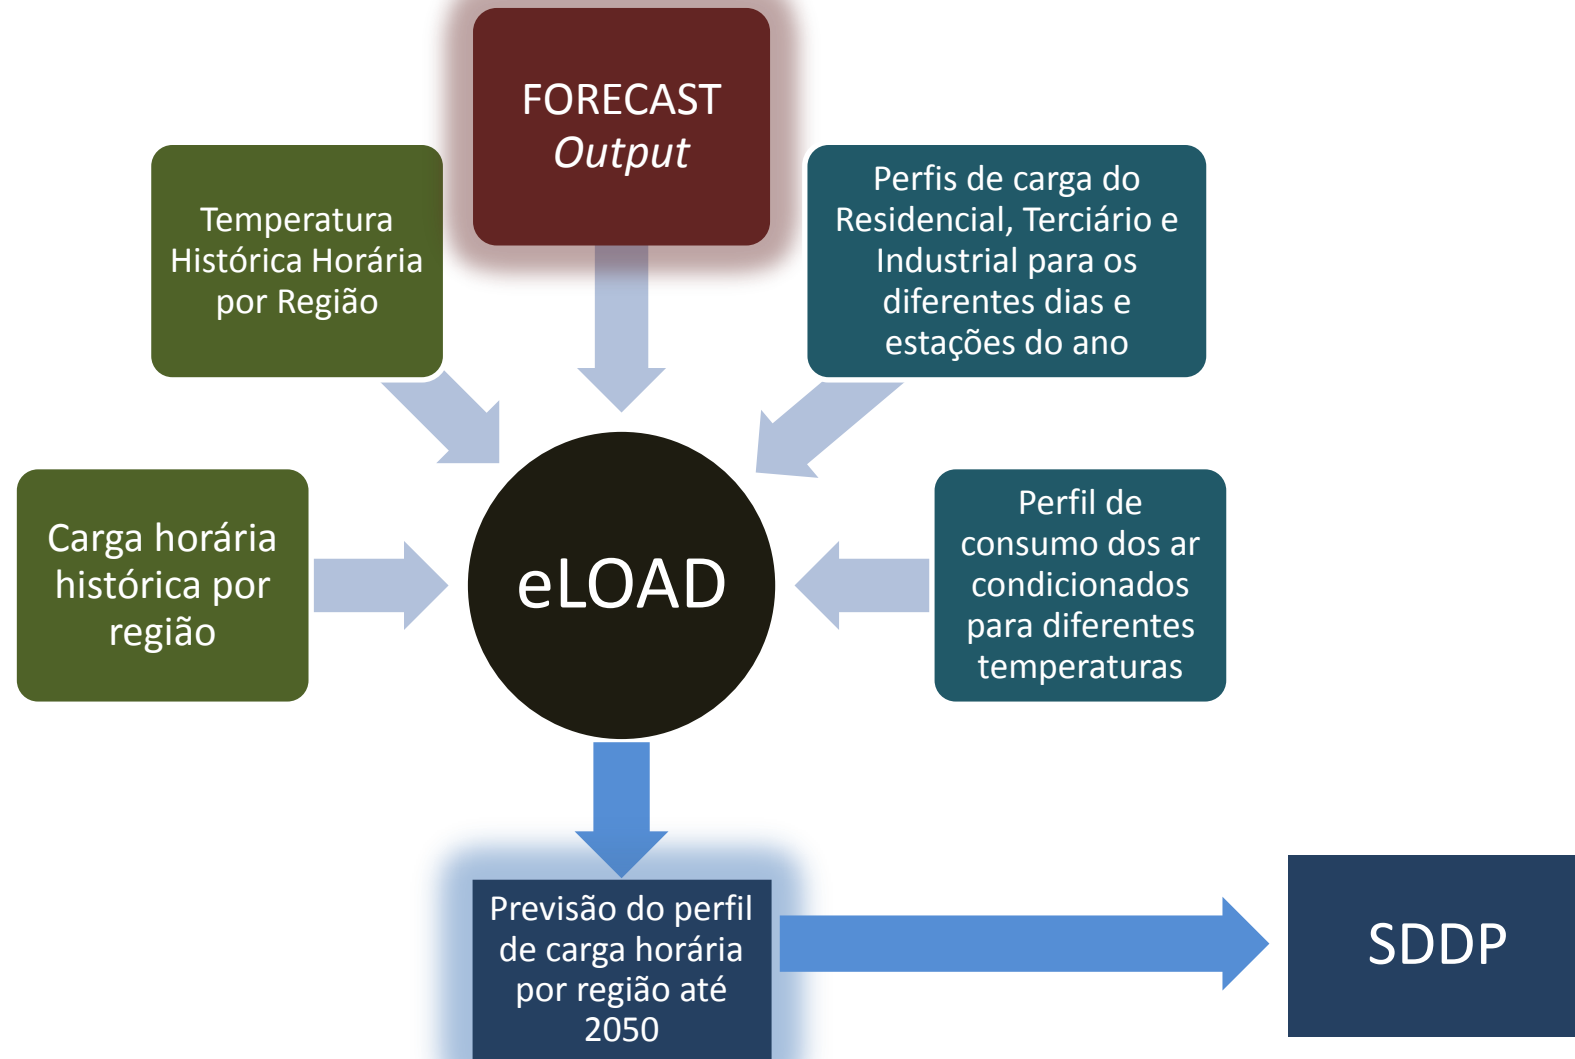 FORECAST
Output
Temperatura
Histórica Horária
por Região
Perfis de carga do
Residencial, Terciário e
Industrial para os
diferentes dias e
estações do ano
Carga horária
histórica por
região
eLOAD
Perfil de
consumo dos ar
condicionados
para diferentes
temperaturas
Previsão do perfil
de carga horária
por região até
2050
SDDP